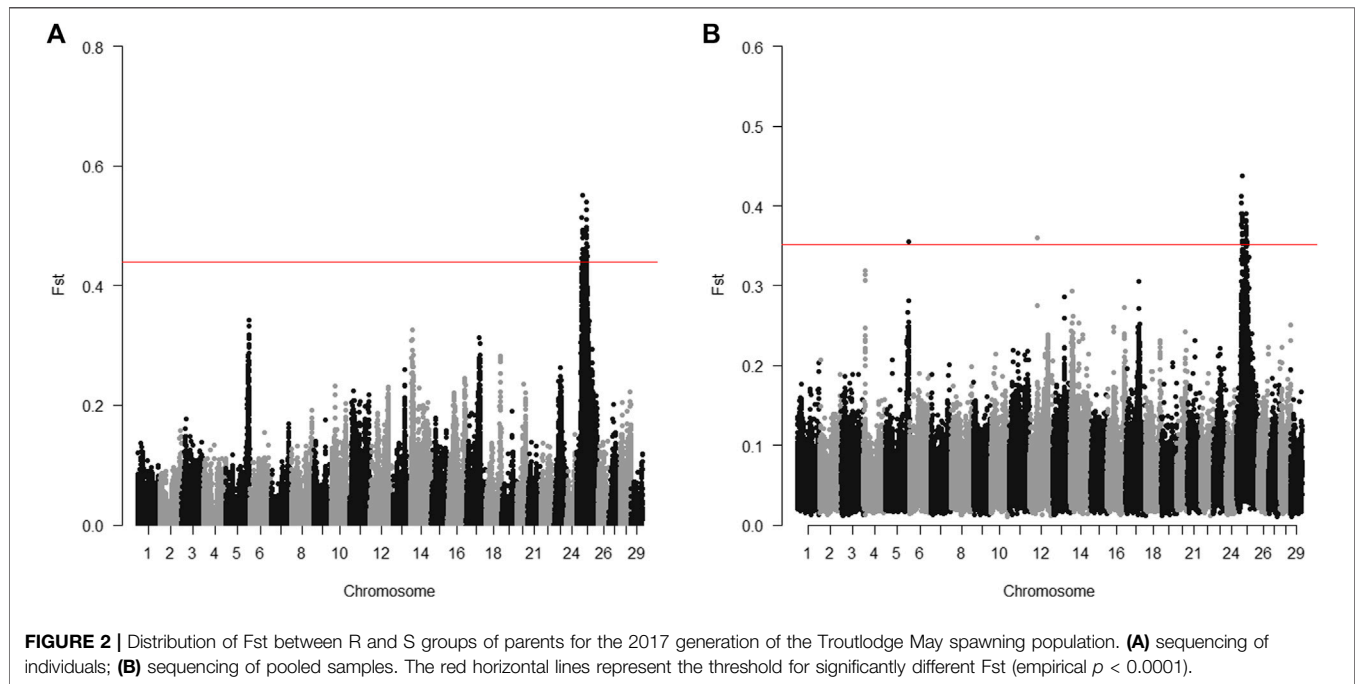 A
B
0.8
0.6
0.4
0.2
0.0
Fst
1 2 3 4 5 6 8 10 12 14 16 18 21 24 26 29
Chromosome
0.6
0.5
0.4
0.3
0.2
0.1
0.0
Fst
1 2 3 4 5 6 8 10 12 14 16 18 21 24 26 29
Chromosome
FIGURE 2 | Distribution of Fst between R and S groups of parents for the 2017 generation of the Troutlodge May spawning population. (A) sequencing of
individuals; (B) sequencing of pooled samples. The red horizontal lines represent the threshold for significantly different Fst (empirical p < 0.0001).